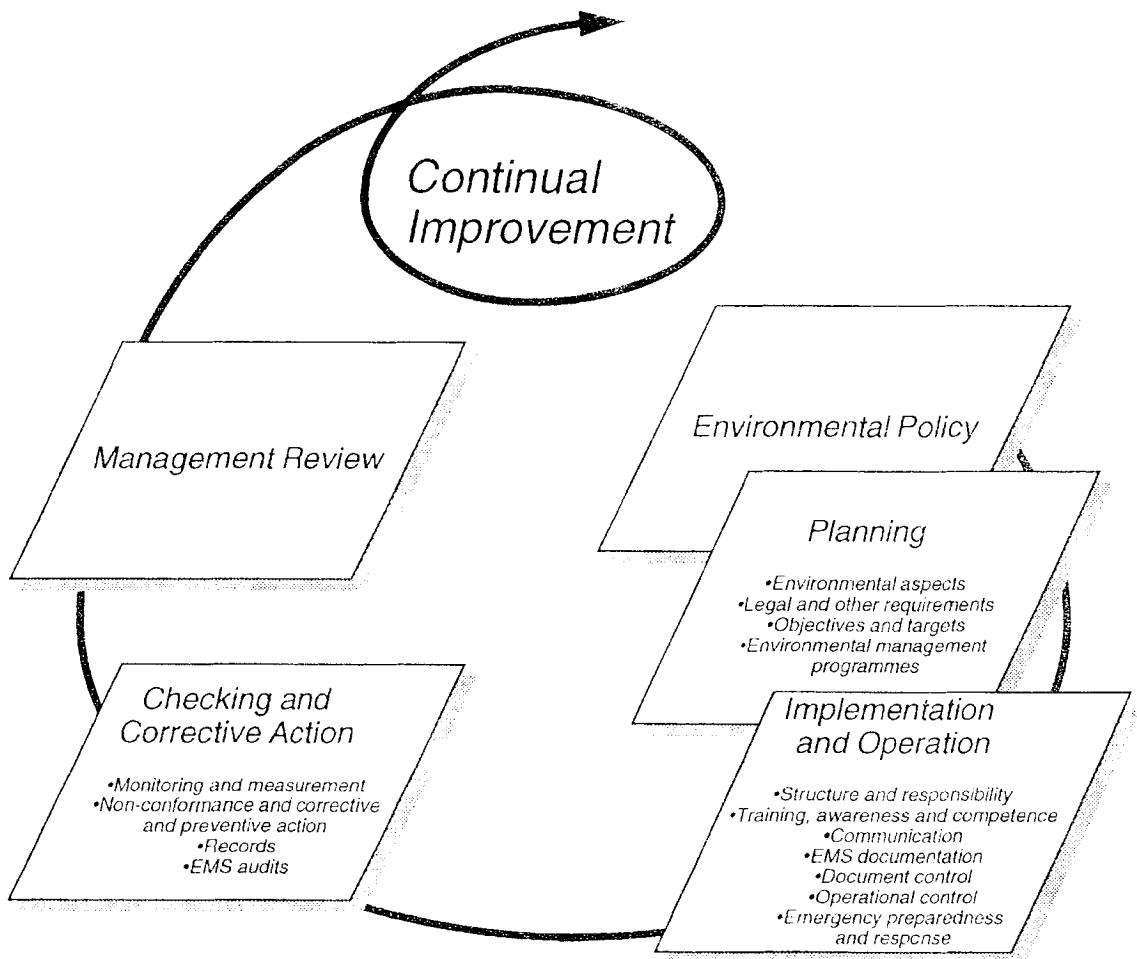 Continual
Improvement
Environmental Policy
Management Review
Planning
•Environmental aspects
•Legal and other requirements
•Objectives and targets
•Environmental management
programmes
Implementation
and Operation
•Structure and responsibility
•Training, awareness and competence
•Communication
•EMS documentation
•Document control
•Operational control
•Emergency preparedness
and response
Checking and
Corrective Action
•Monitoring and measurement
•Non-conformance and corrective
and preventive action
•Records
•EMS audits